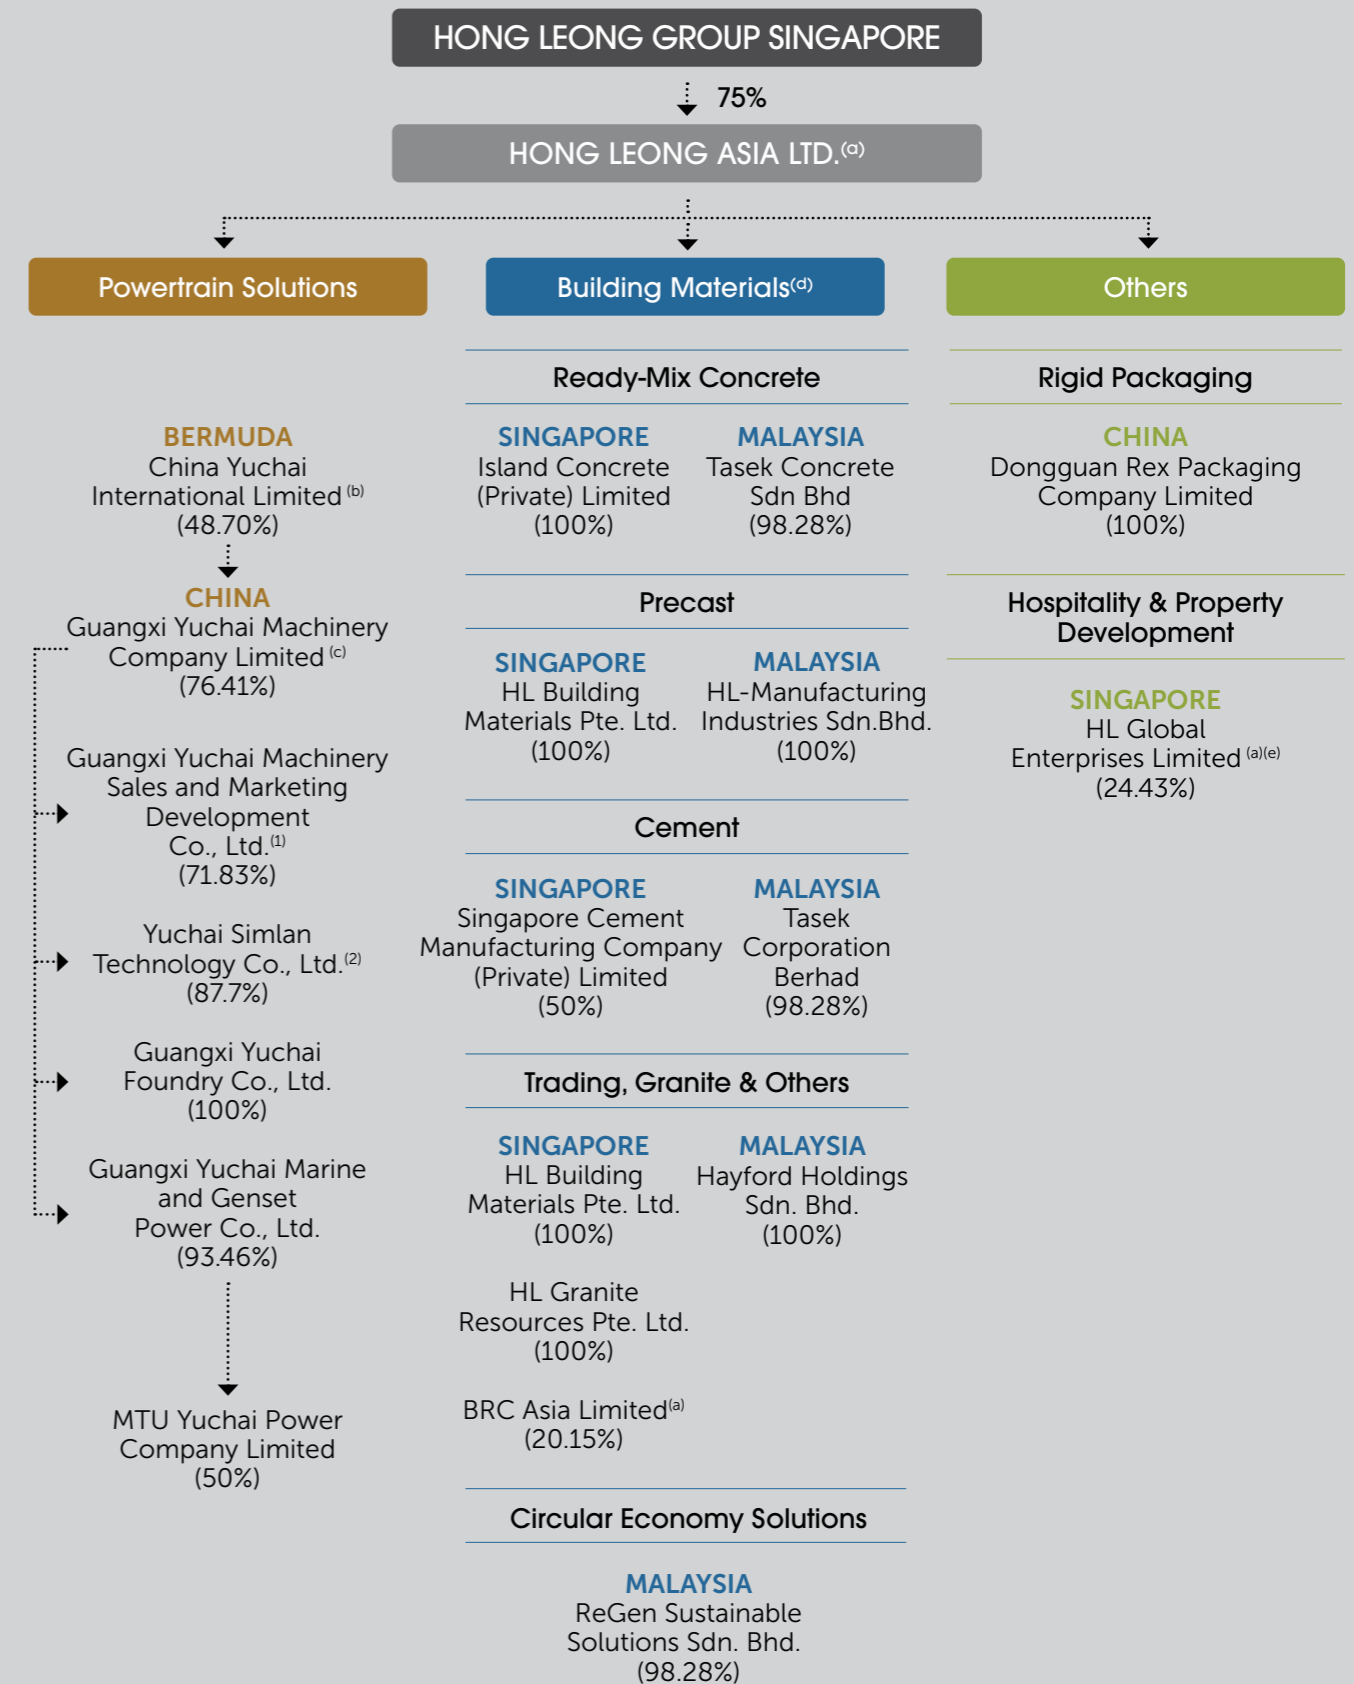 HONG LEONG GROUP SINGAPORE
75%
HONG LEONG ASIA LTD.(a)
Powertrain Solutions
BERMUDA
China Yuchai
International Limited (b)
(48.70%)
CHINA
Guangxi Yuchai Machinery
Company Limited (c)
(76.41%)
Guangxi Yuchai Machinery
Sales and Marketing
Development
Co., Ltd.(1)
(71.83%)
Yuchai Simlan
Technology Co., Ltd.(2)
(87.7%)
Guangxi Yuchai
Foundry Co., Ltd.
(100%)
Guangxi Yuchai Marine
and Genset
Power Co., Ltd.
(93.46%)
MTU Yuchai Power
Company Limited
(50%)
Building Materials(d)
Ready-Mix Concrete
SINGAPORE
Island Concrete
(Private) Limited
(100%)
MALAYSIA
Tasek Concrete
Sdn Bhd
(98.28%)
Precast
SINGAPORE
HL Building
Materials Pte. Ltd.
(100%)
MALAYSIA
HL-Manufacturing
Industries Sdn.Bhd.
(100%)
Cement
SINGAPORE
Singapore Cement
Manufacturing Company
(Private) Limited
(50%)
MALAYSIA
Tasek
Corporation
Berhad
(98.28%)
Trading, Granite & Others
SINGAPORE
HL Building
Materials Pte. Ltd.
(100%)
HL Granite
Resources Pte. Ltd.
(100%)
BRC Asia Limited(a)
(20.15%)
MALAYSIA
Hayford Holdings
Sdn. Bhd.
(100%)
Circular Economy Solutions
MALAYSIA
ReGen Sustainable
Solutions Sdn. Bhd.
(98.28%)
Others
Rigid Packaging
CHINA
Dongguan Rex Packaging
Company Limited
(100%)
Hospitality & Property
Development
SINGAPORE
HL Global
Enterprises Limited (a)(e)
(24.43%)